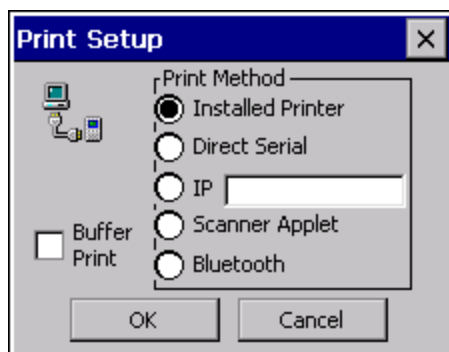 Print Setup
Print Method
Installed Printer
Direct Serial
IP
Scanner Applet
Buffer
Print
Bluetooth
OK
Cancel